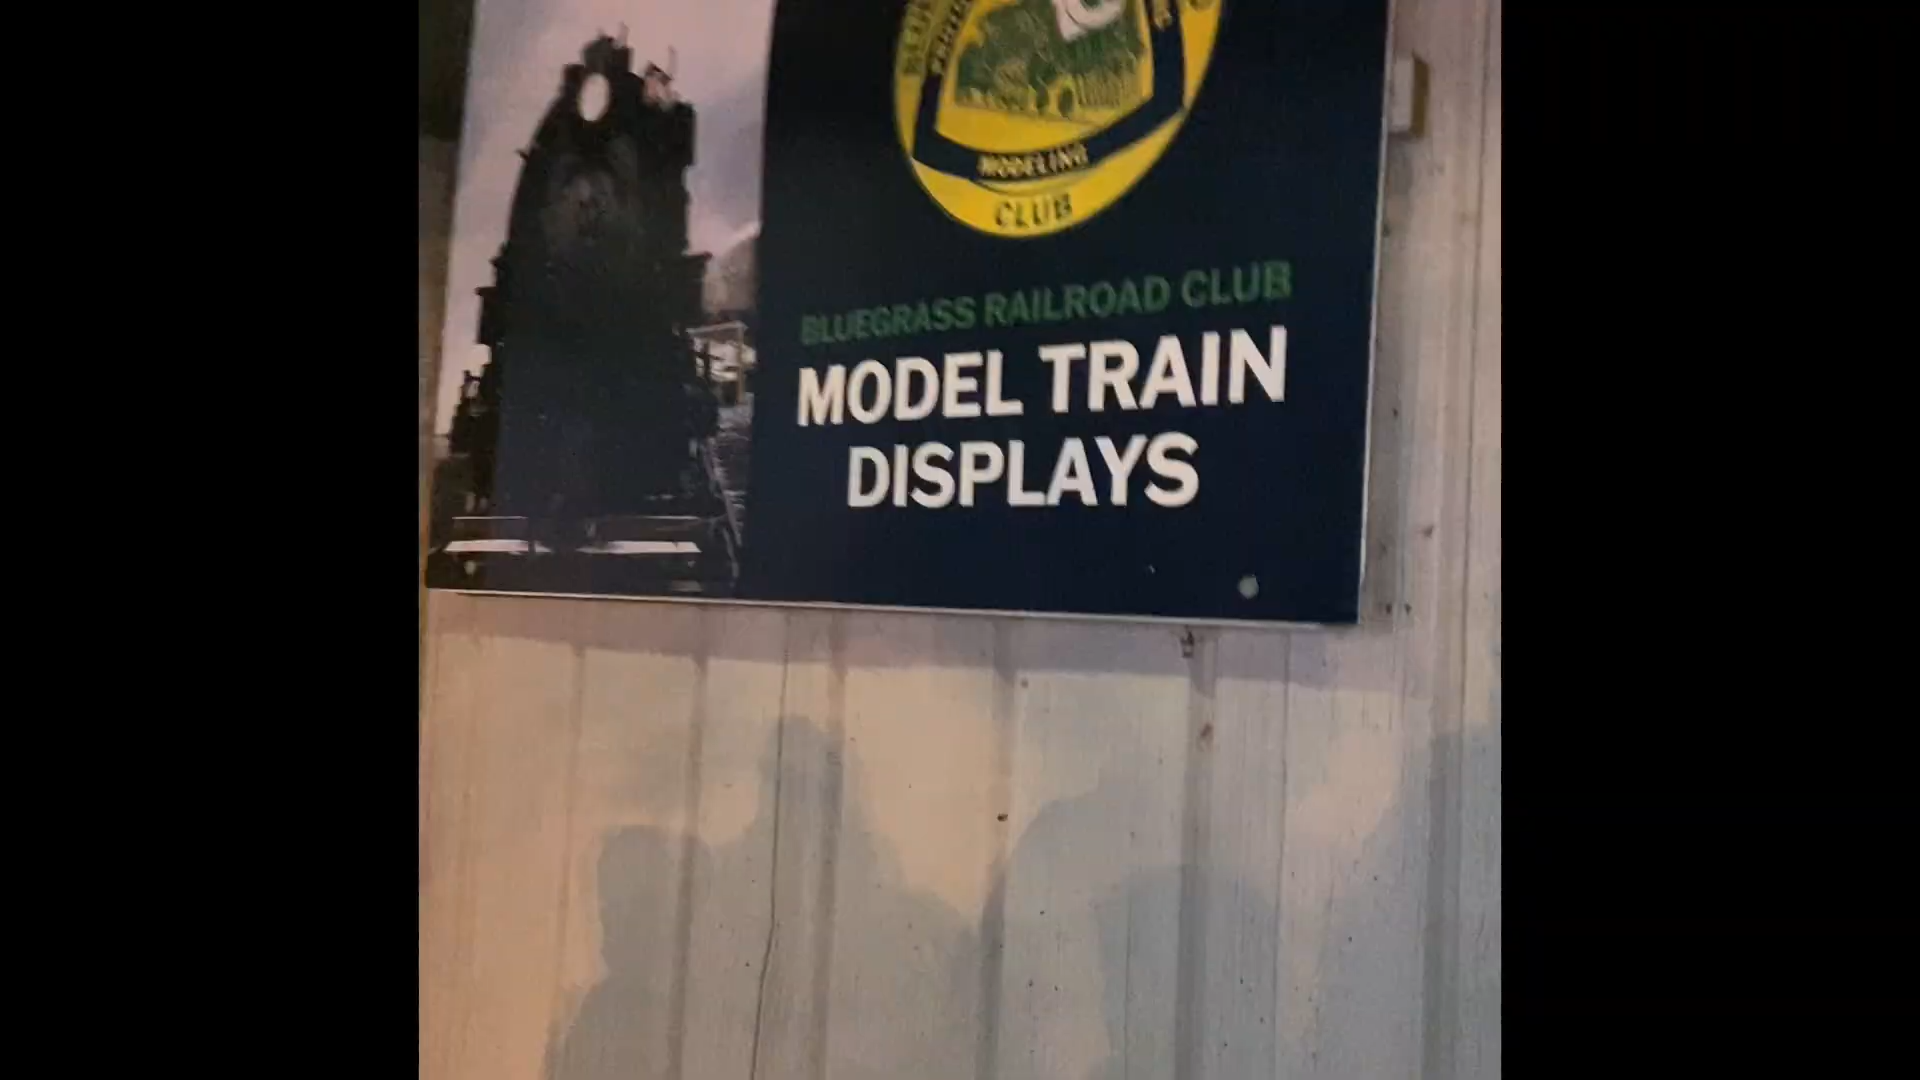 MODELING
CLUB
BLUEGRASS RAILROAD CLUB
MODEL TRAIN
DISPLAYS